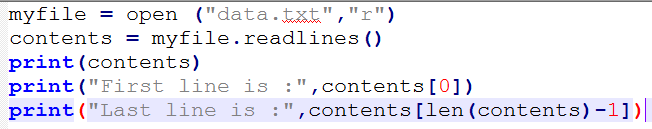 myfile = open ("data.txt","r")
contents = myfile.readlines()
print(contents)
print("First line is :",contents[0])
print("Last line is :",contents[len(contents)-1])